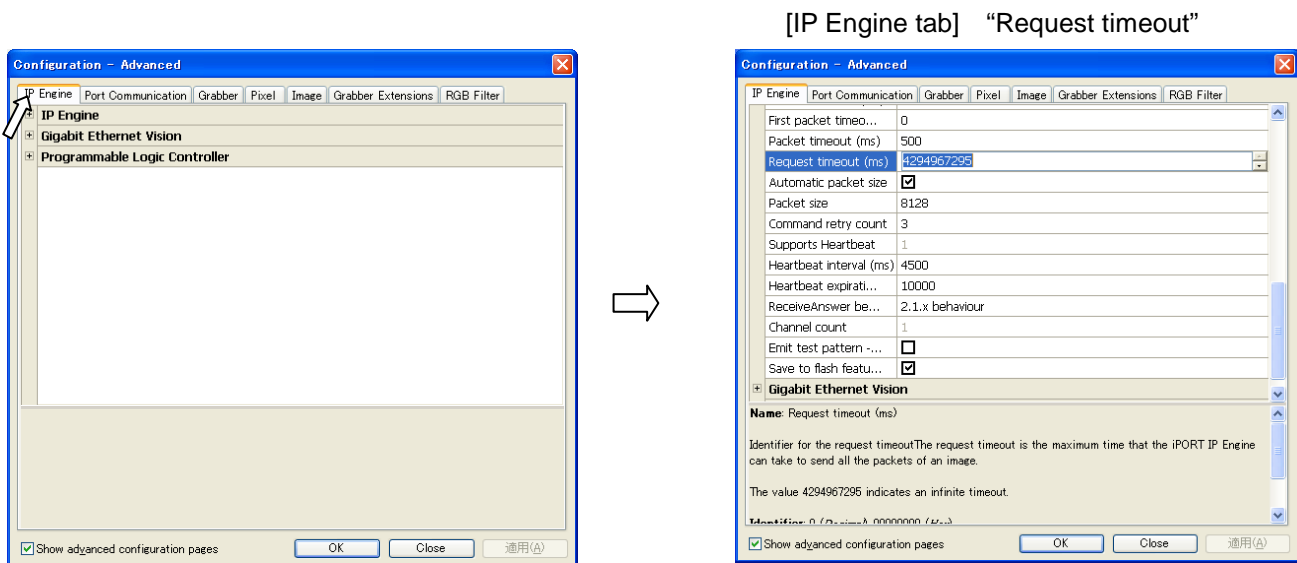 [IP Engine tab] “Request timeout”
Configuration - Advanced
IP Engine Port Communication Grabber Pixel Image Grabber Extensions RGB Filter
IP Engine
Gigabit Ethernet Vision
Programmable Logic Controller
Show advanced configuration pages OK Close 適用(A)
Configuration - Advanced
IP Engine Port Communication Grabber Pixel Image Grabber Extensions RGB Filter
First packet timeo... 0
Packet timeout (ms) 500
Request timeout (ms) 4294967295
Automatic packet size
Packet size 8128
Command retry count 3
Supports Heartbeat 1
Heartbeat interval (ms) 4500
Heartbeat expirati... 10000
ReceiveAnswer be... 2.1.x behaviour
Channel count 1
Emit test pattern -...
Save to flash featu...
Gigabit Ethernet Vision
Name: Request timeout (ms)
Identifier for the request timeoutThe request timeout is the maximum time that the iPORT IP Engine
can take to send all the packets of an image.
The value 4294967295 indicates an infinite timeout.
Identifier: 0 (Decimal), 00000000 (Hex)
Show advanced configuration pages OK Close 適用(A)